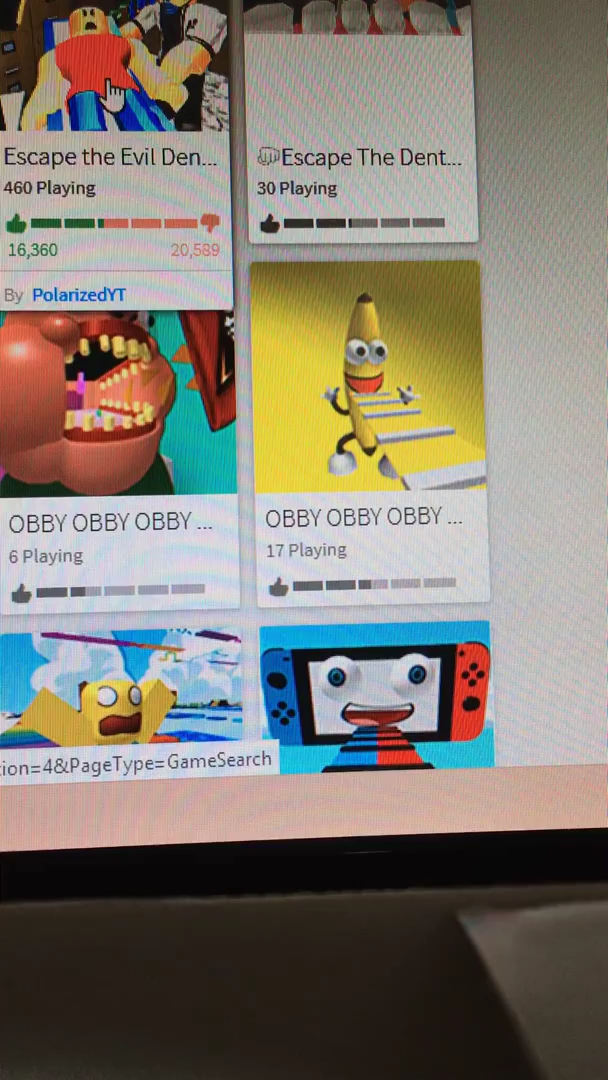 Escape the Evil Den...
460 Playing
16,360 20,589
By PolarizedYT
👊Escape The Dent...
30 Playing
OBBY OBBY OBBY ...
6 Playing
OBBY OBBY OBBY ...
17 Playing
ion=4&PageType=GameSearch